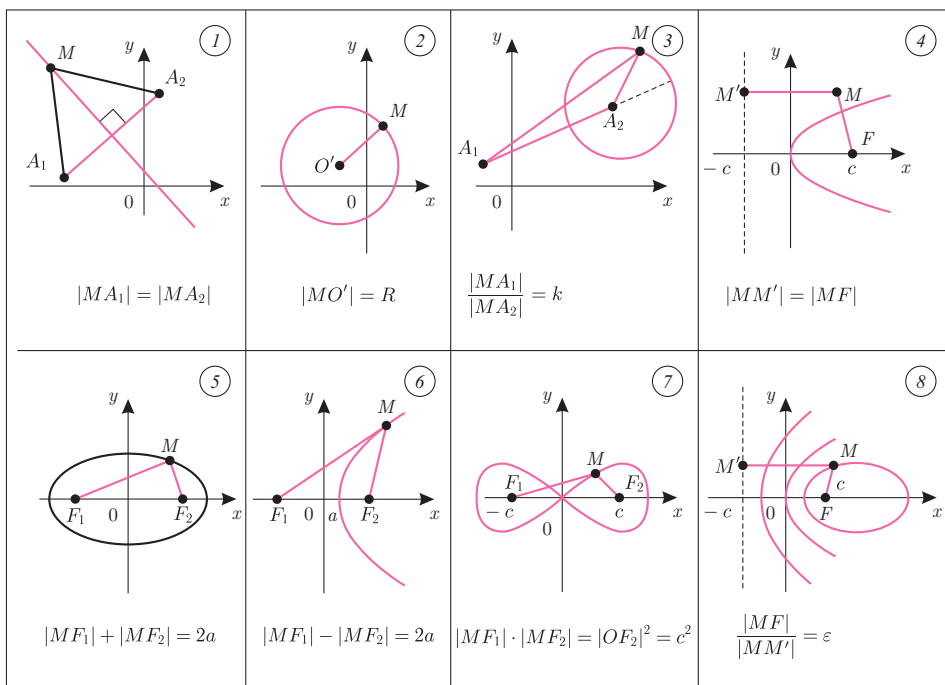 1
y
M
A₂
A₁
0
x
|MA₁| = |MA₂|
2
y
M
O′
0
x
|MO′| = R
3
M
y
A₂
A₁
0
x
|MA₁|/|MA₂| = k
4
y
M′
M
F
− c
0
c
x
|MM′| = |MF|
5
y
M
F₁
0
F₂
x
|MF₁| + |MF₂| = 2a
6
y
M
F₁
0
a
F₂
x
|MF₁| − |MF₂| = 2a
7
y
M
F₁
F₂
− c
c
x
0
|MF₁| · |MF₂| = |OF₂|² = c²
8
y
M′
M
c
− c
0
F
x
|MF|/|MM′| = ε